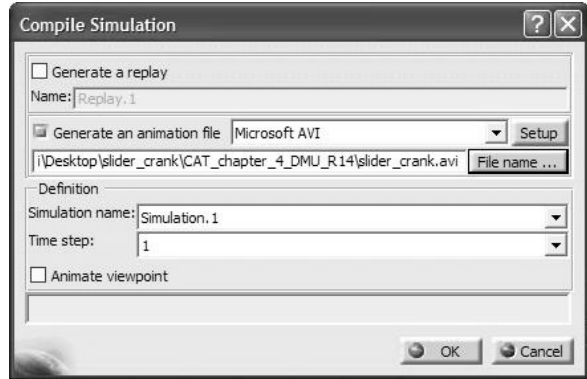 Compile Simulation
Generate a replay
Name: Replay.1
Generate an animation file Microsoft AVI Setup
i\Desktop\slider_crank\CAT_chapter_4_DMU_R14\slider_crank.avi File name ...
Definition
Simulation name: Simulation.1
Time step: 1
Animate viewpoint
OK Cancel